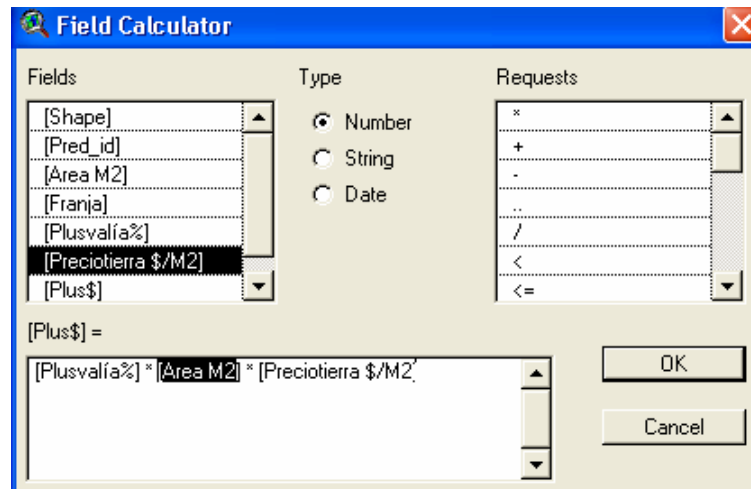 Field Calculator
Fields
Type
Requests
[Shape]
[Pred_id]
[Area M2]
[Franja]
[Plusvalía%]
[Preciotierra $/M2]
[Plus$]
Number
String
Date
*
+
-
..
/
<
<=
[Plus$] =
[Plusvalía%] * [Area M2] * [Preciotierra $/M2
OK
Cancel